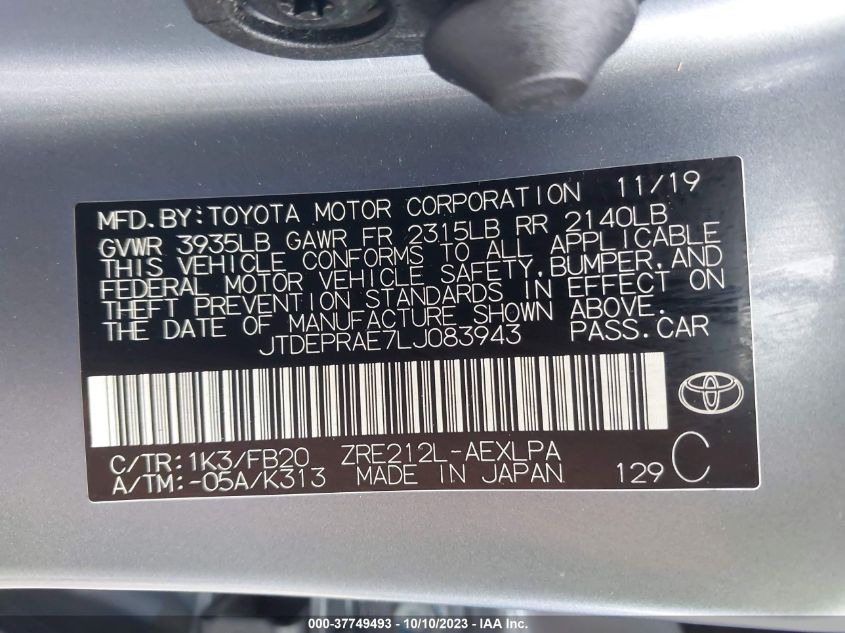 MFD.BY:TOYOTA MOTOR CORPORATION 11/19
GVWR 3935LB GAWR FR 2315LB RR 2140LB
THIS VEHICLE CONFORMS TO ALL APPLICABLE
FEDERAL MOTOR VEHICLE SAFETY,BUMPER,AND
THEFT PREVENTION STANDARDS IN EFFECT ON
THE DATE OF MANUFACTURE SHOWN ABOVE.
JTDEPRAE7LJ083943 PASS.CAR
C/TR:1K3/FB20 ZRE212L-AEXLPA
A/TM:-05A/K313 MADE IN JAPAN 129 C
000-37749493 - 10/10/2023 - IAA Inc.